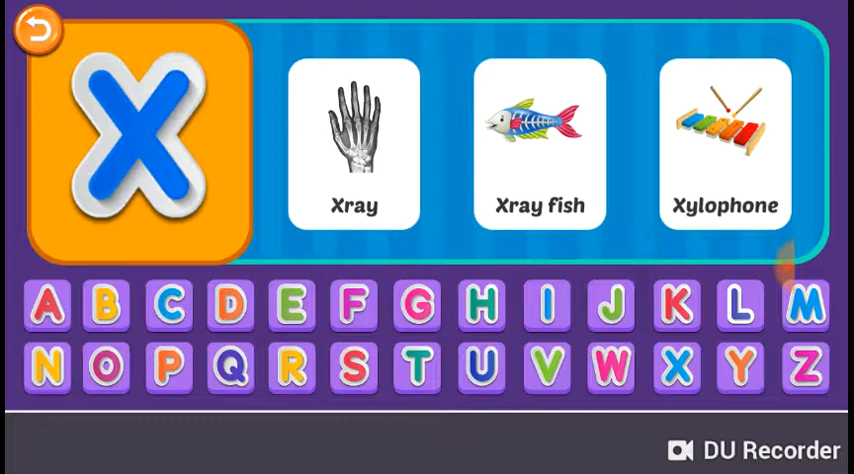 X
Xray
Xray fish
Xylophone
A B C D E F G H I J K L M
N O P Q R S T U V W X Y Z
DU Recorder